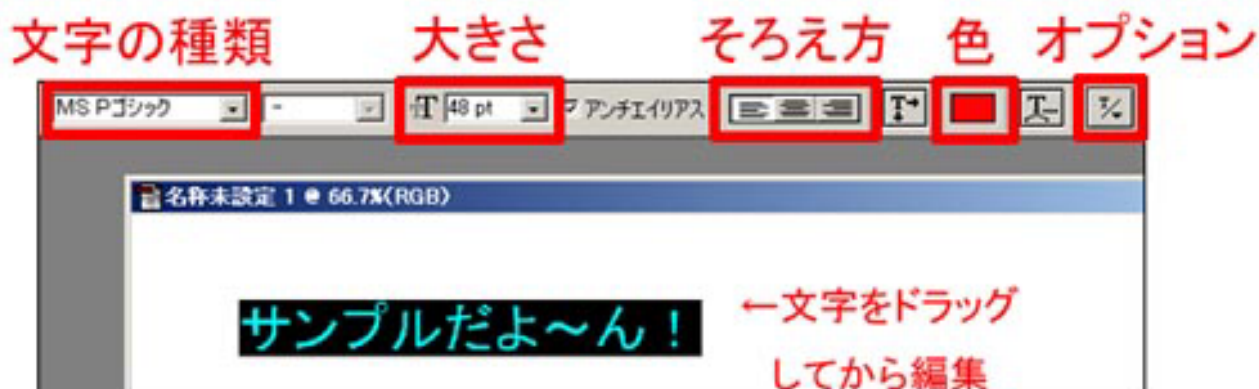 文字の種類 大きさ そろえ方 色 オプション
MS Pゴシック - T 48 pt アンチエイリアス
名称未設定 1 @ 66.7%(RGB)
サンプルだよ~ん!
←文字をドラッグ
してから編集